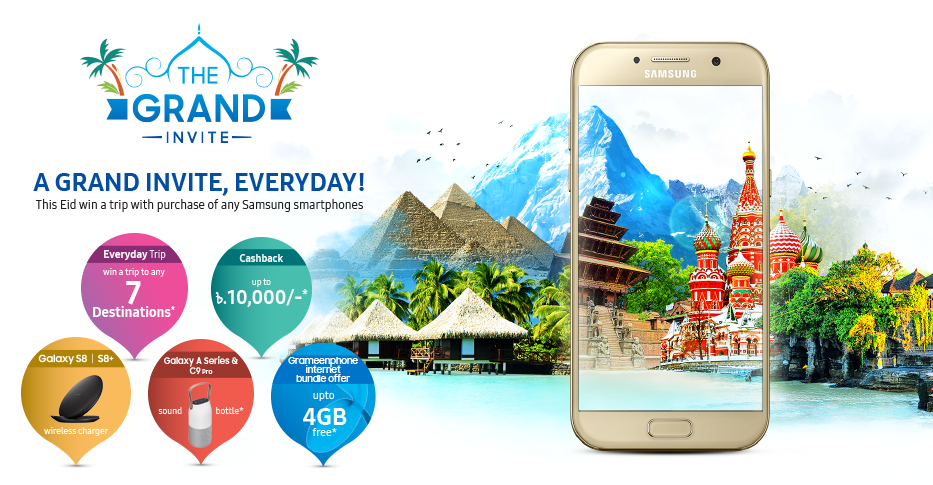 THE
GRAND
INVITE
A GRAND INVITE, EVERYDAY!
This Eid win a trip with purchase of any Samsung smartphones
Everyday Trip
win a trip to any
7
Destinations*
Cashback
up to
৳.10,000/-*
Galaxy S8 | S8+
wireless charger
Galaxy A Series &
C9 Pro
sound bottle*
Grameenphone
internet
bundle offer
upto
4GB
free*
SAMSUNG